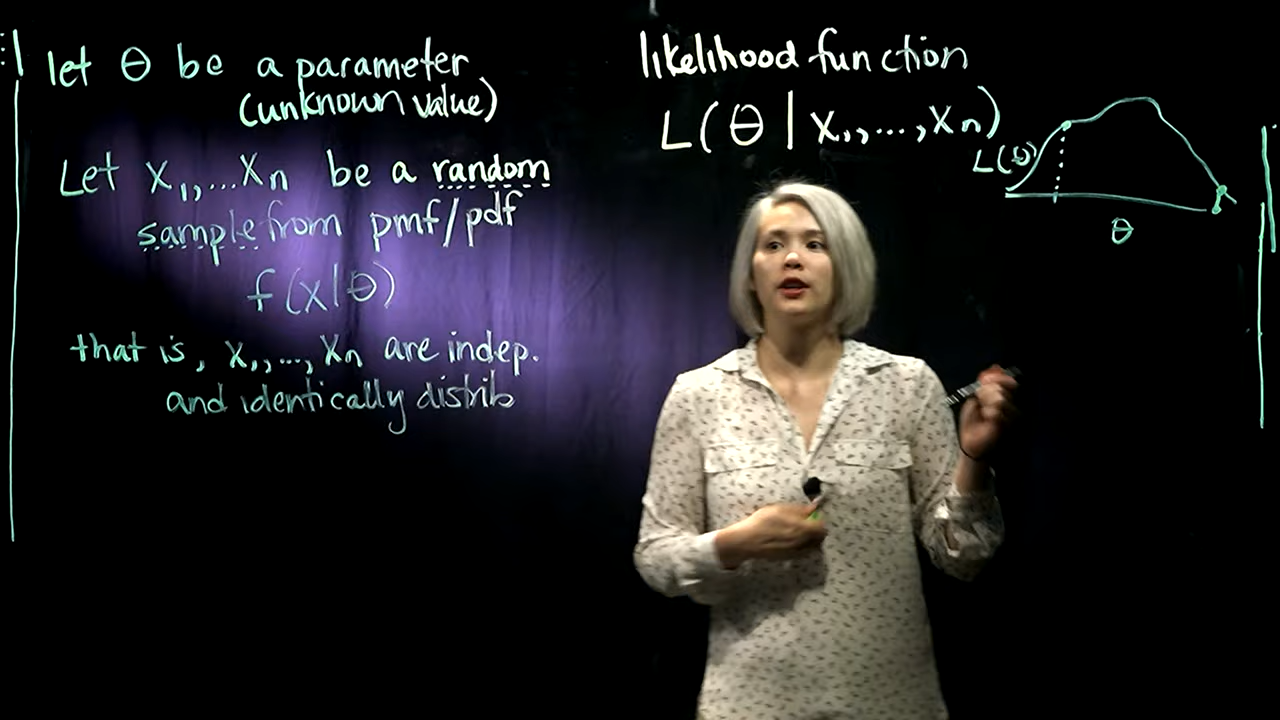 let θ be a parameter
(unknown value)
Let x₁,...xₙ be a random
sample from pmf/pdf
f(x|θ)
that is, x₁,...,xₙ are indep.
and identically distrib
likelihood function
L(θ | x₁,...,xₙ)
L(θ)
θ